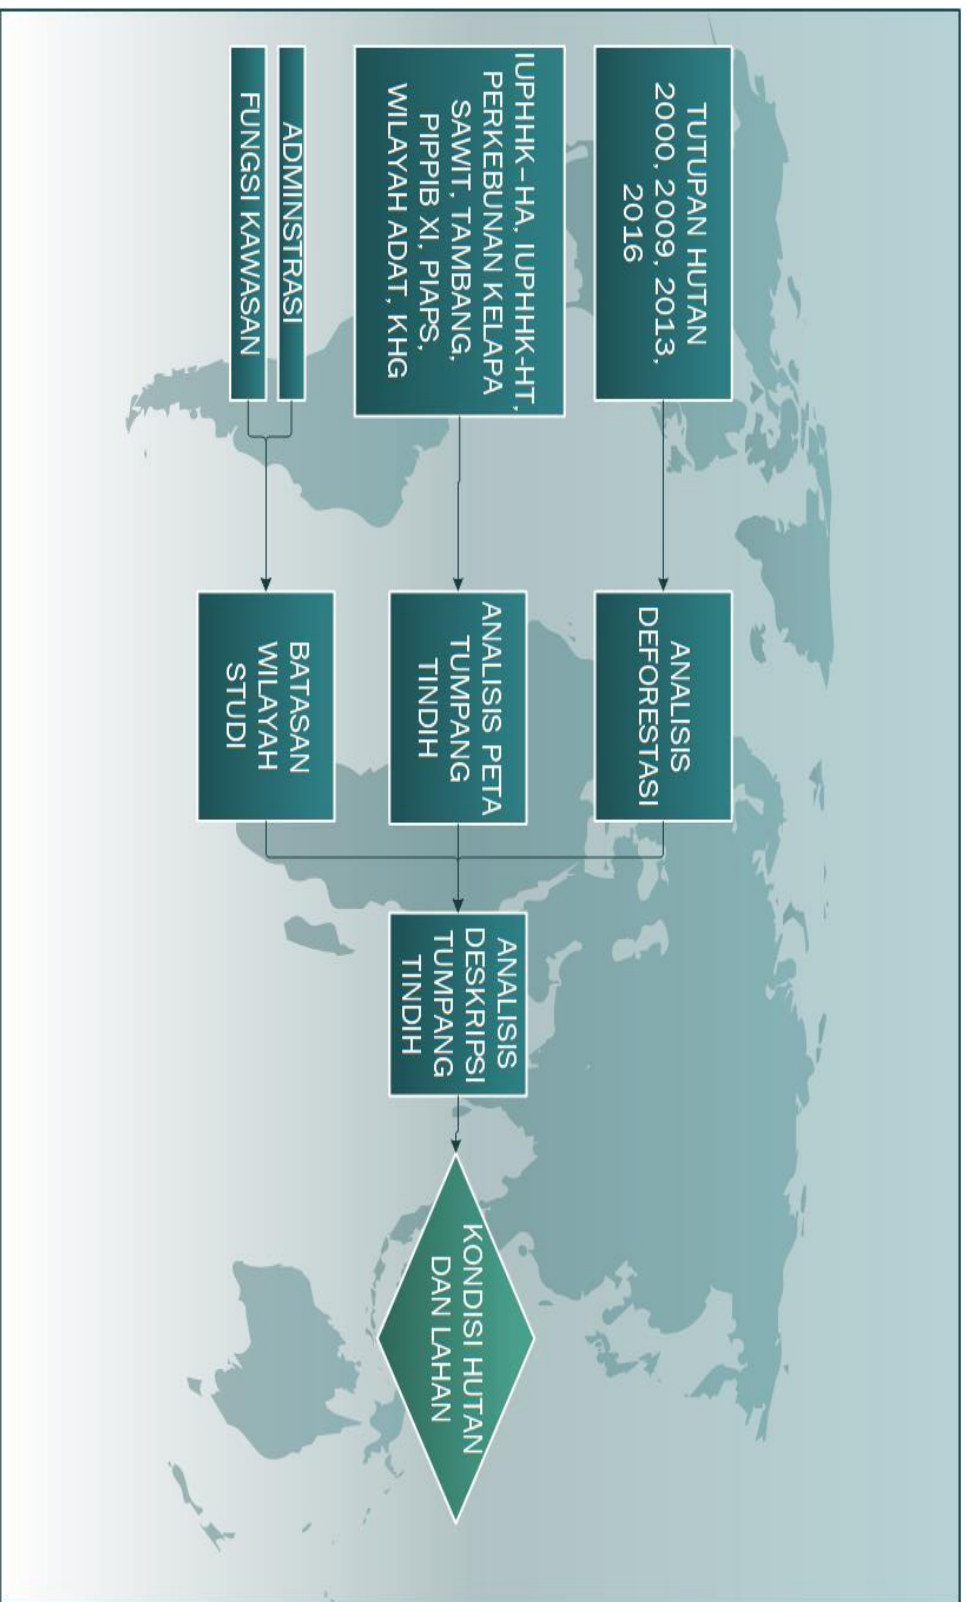 TUTUPAN HUTAN
2000, 2009, 2013,
2016
IUPHHK–HA, IUPHHK-HT,
PERKEBUNAN KELAPA
SAWIT, TAMBANG,
PIPPIB XI, PIAPS,
WILAYAH ADAT, KHG
ADMINSTRASI
FUNGSI KAWASAN
ANALISIS
DEFORESTASI
ANALISIS PETA
TUMPANG
TINDIH
BATASAN
WILAYAH
STUDI
ANALISIS
DESKRIPSI
TUMPANG
TINDIH
KONDISI HUTAN
DAN LAHAN